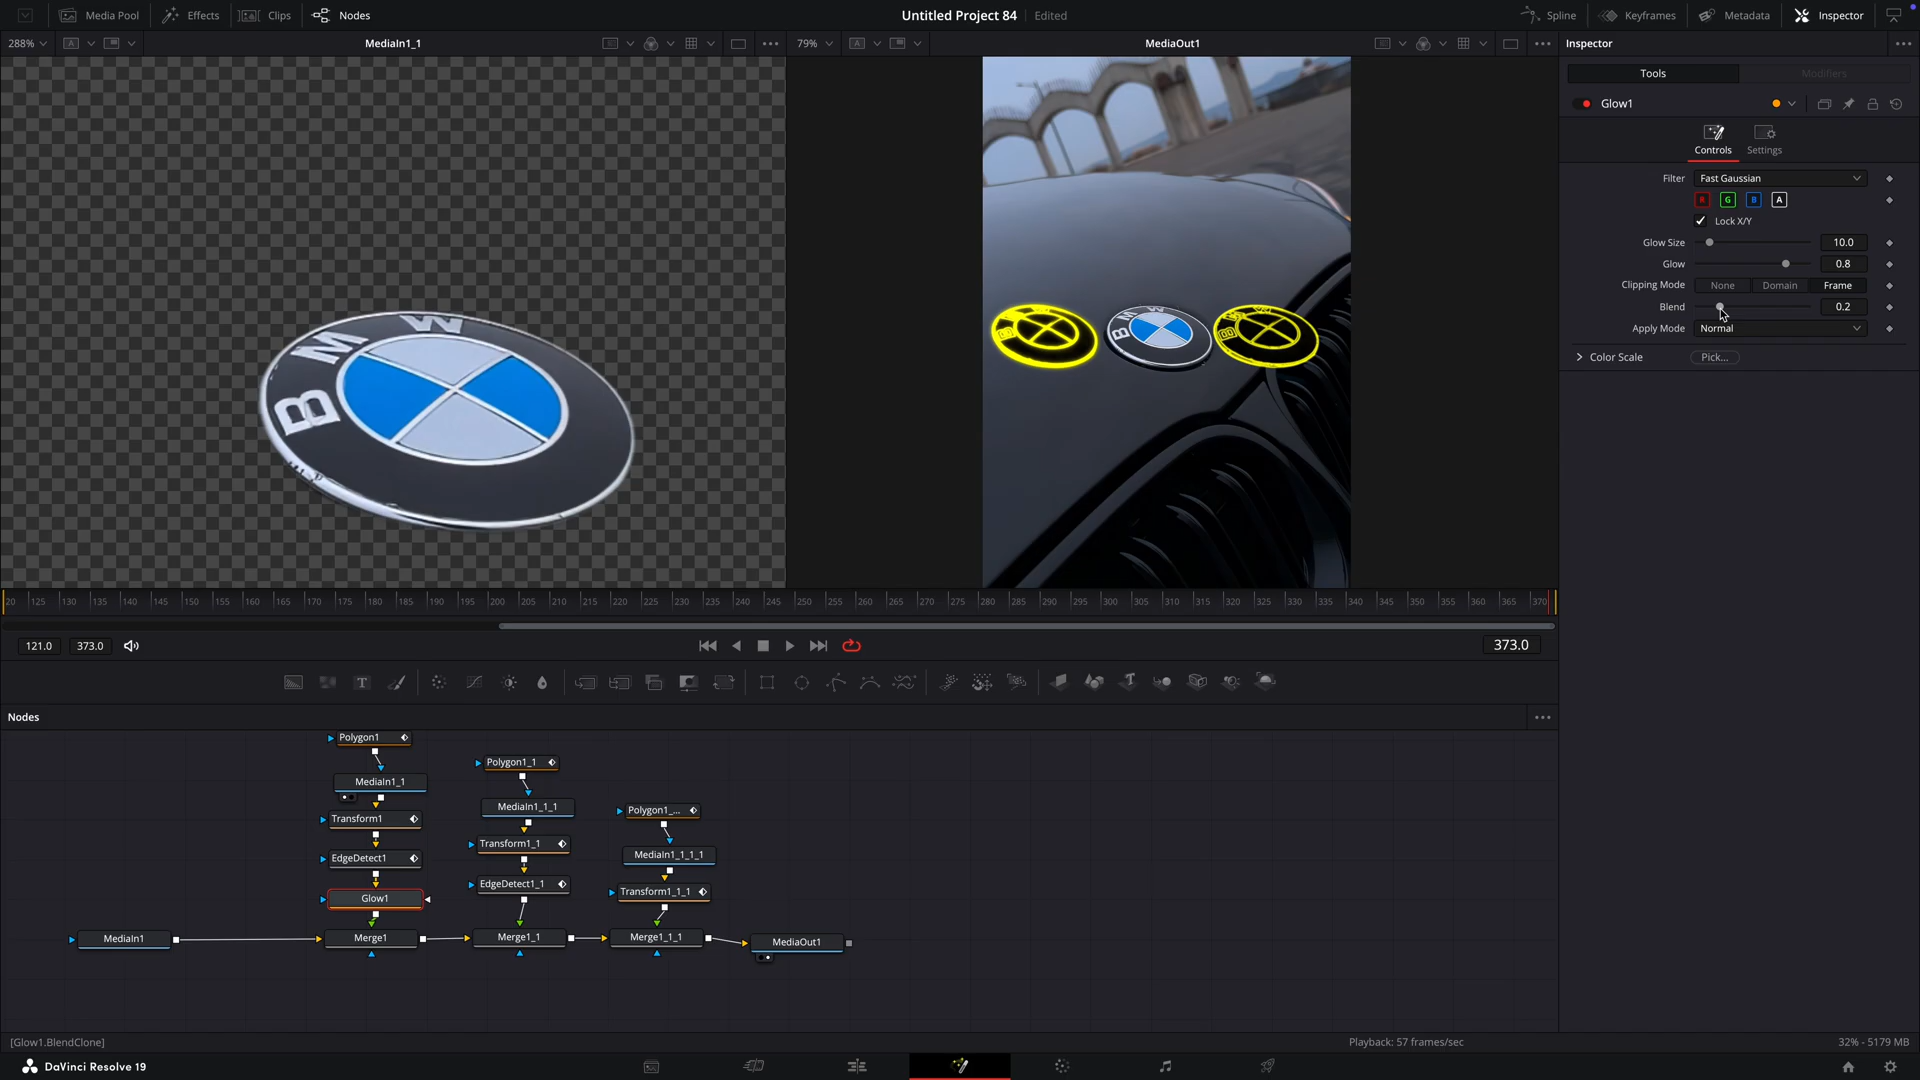 Media Pool Effects Clips Nodes Untitled Project 84 Edited Spline Keyframes Metadata Inspector
288% MediaIn1_1 79% MediaOut1 Inspector
Tools Modifiers
Glow1
Controls Settings
Filter Fast Gaussian
R G B A
Lock X/Y
Glow Size 10.0
Glow 0.8
Clipping Mode None Domain Frame
Blend 0.2
Apply Mode Normal
Color Scale Pick...
B M W
B M W
B M W
B M W
120 125 130 135 140 145 150 155 160 165 170 175 180 185 190 195 200 205 210 215 220 225 230 235 240 245 250 255 260 265 270 275 280 285 290 295 300 305 310 315 320 325 330 335 340 345 350 355 360 365 370
121.0 373.0 373.0
Nodes
Polygon1
Polygon1_1
MediaIn1_1
MediaIn1_1_1
Polygon1_...
Transform1
Transform1_1
MediaIn1_1_1_1
EdgeDetect1
EdgeDetect1_1
Transform1_1_1
Glow1
MediaIn1 Merge1 Merge1_1 Merge1_1_1 MediaOut1
[Glow1.BlendClone] Playback: 57 frames/sec 32% - 5179 MB
DaVinci Resolve 19